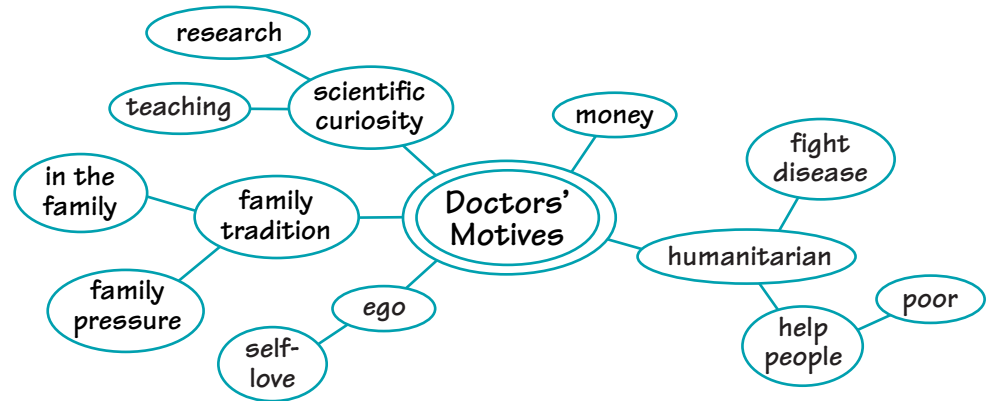 research
teaching
scientific
curiosity
money
fight
disease
in the
family
family
tradition
Doctors'
Motives
humanitarian
family
pressure
ego
self-
love
help
people
poor